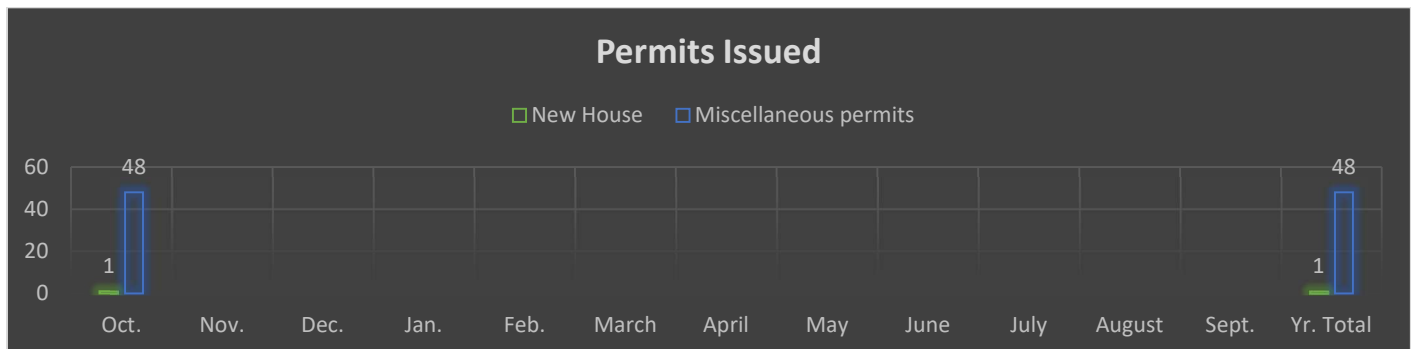 Permits Issued
New House Miscellaneous permits
60
48 48
40
20
1 1
0
Oct. Nov. Dec. Jan. Feb. March April May June July August Sept. Yr. Total